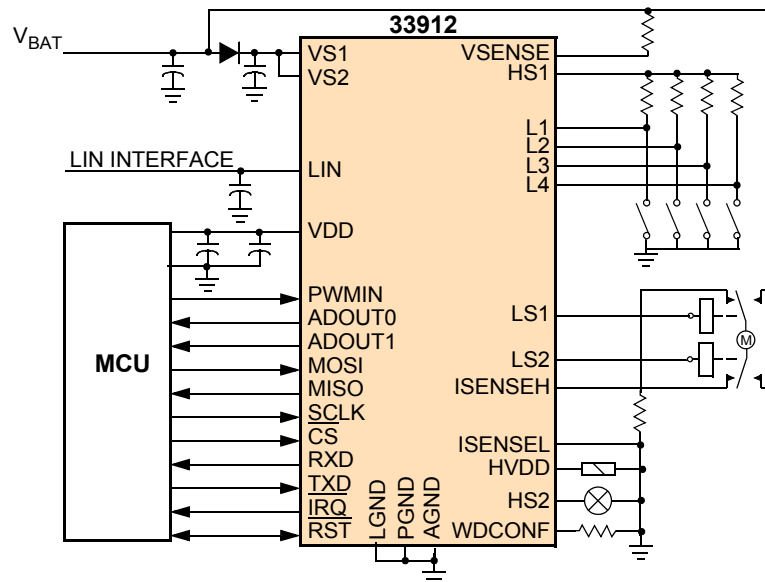 33912
V_BAT
VS1
VS2
VSENSE
HS1
L1
L2
L3
L4
LIN INTERFACE
LIN
VDD
MCU
PWMIN
ADOUT0
ADOUT1
MOSI
MISO
SCLK
CS
RXD
TXD
IRQ
RST
LS1
LS2
M
ISENSEH
ISENSEL
HVDD
HS2
WDCONF
LGND
PGND
AGND